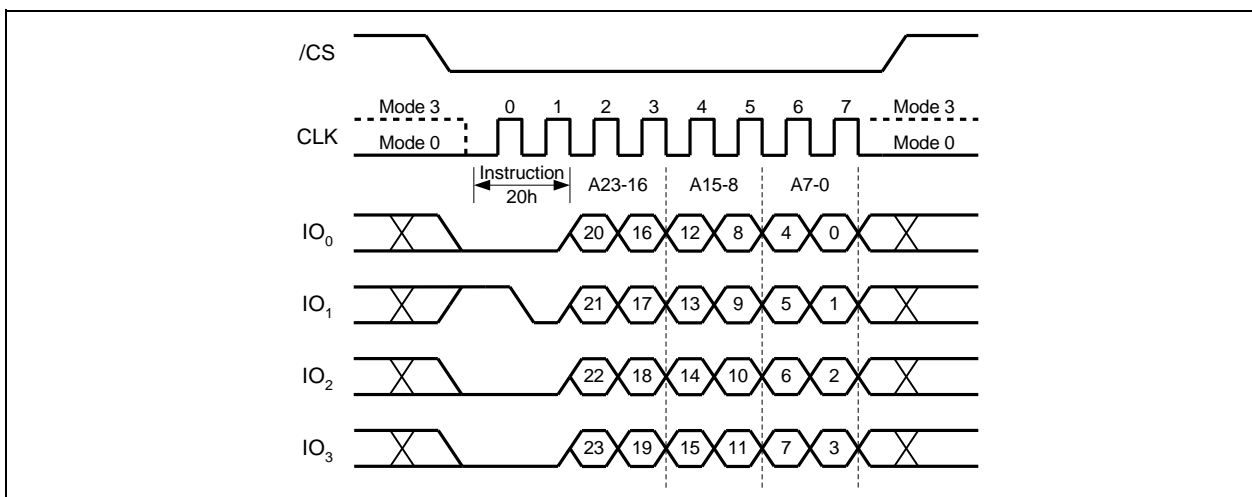 /CS
Mode 3 0 1 2 3 4 5 6 7 Mode 3
CLK
Mode 0 Mode 0
Instruction A23-16 A15-8 A7-0
20h
IO0 20 16 12 8 4 0
IO1 21 17 13 9 5 1
IO2 22 18 14 10 6 2
IO3 23 19 15 11 7 3